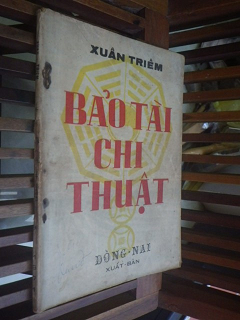 XUÂN TRIÊM
BẢO TÀI
CHI
THUẬT
ĐỒNG-NAI
XUẤT-BẢN